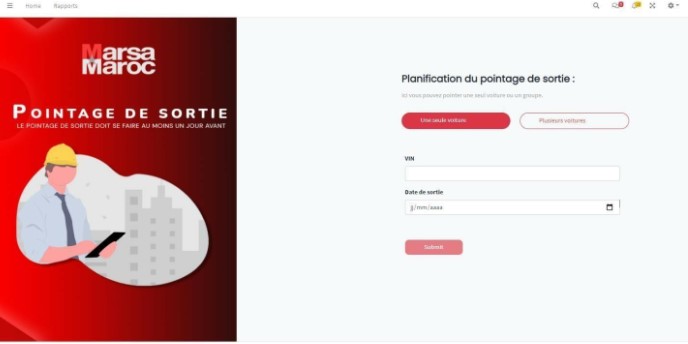 Home Rapports
Marsa
Maroc
POINTAGE DE SORTIE
LE POINTAGE DE SORTIE DOIT SE FAIRE AU MOINS UN JOUR AVANT
Planification du pointage de sortie :
Ici vous pouvez pointer une seul voiture ou un groupe.
Une seule voiture Plusieurs voitures
VIN
Date de sortie
jj/mm/aaaa
Submit